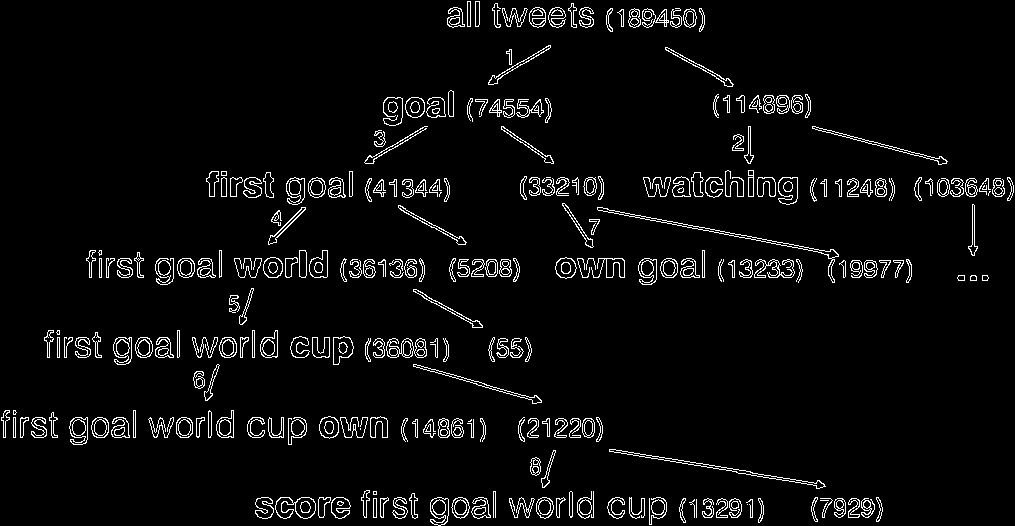 all tweets (189450)
1
goal (74554) (114896)
3 2
first goal (41344) (33210) watching (11248) (103648)
4 7
first goal world (36136) (5208) own goal (13233) (19977) ...
5
first goal world cup (36081) (55)
6
first goal world cup own (14861) (21220)
8
score first goal world cup (13291) (7929)